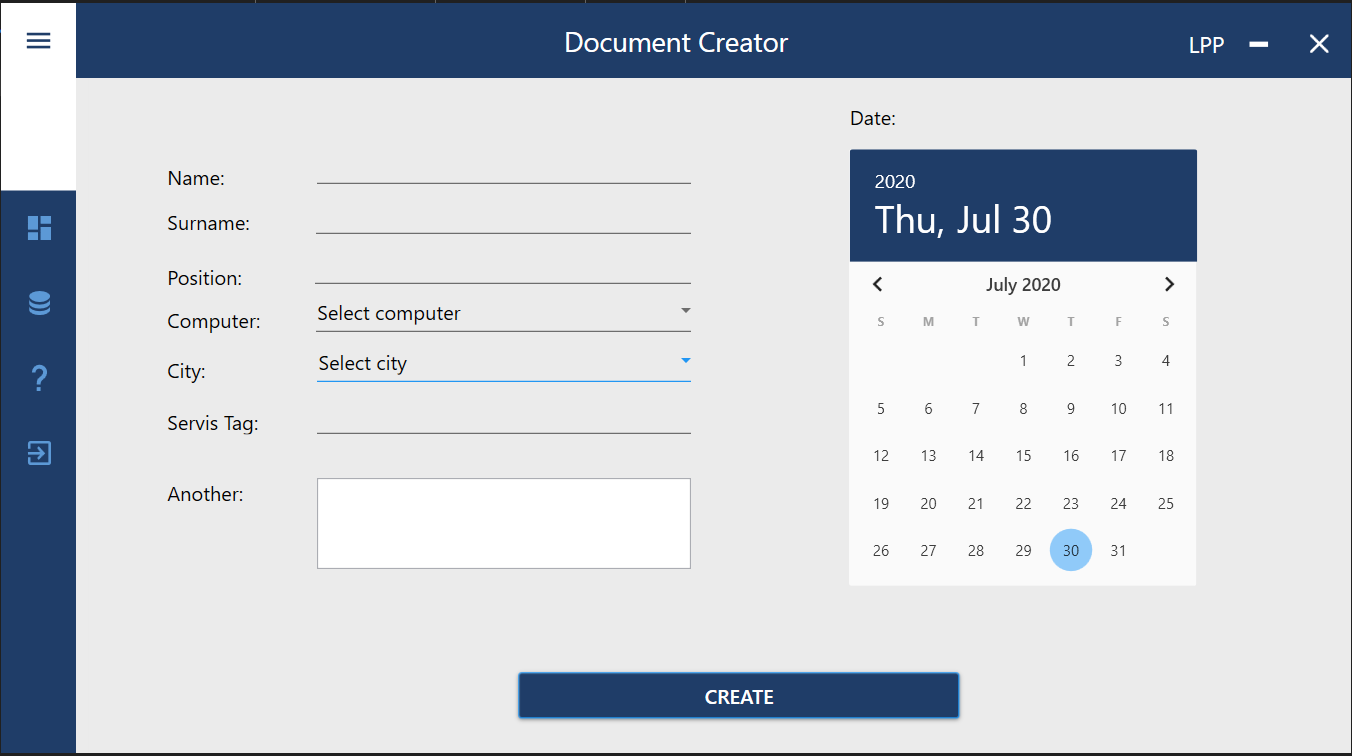 Document Creator
LPP
Name:
Surname:
Position:
Computer: Select computer
City: Select city
Servis Tag:
Another:
Date:
2020
Thu, Jul 30
July 2020
S M T W T F S
1 2 3 4
5 6 7 8 9 10 11
12 13 14 15 16 17 18
19 20 21 22 23 24 25
26 27 28 29 30 31
CREATE